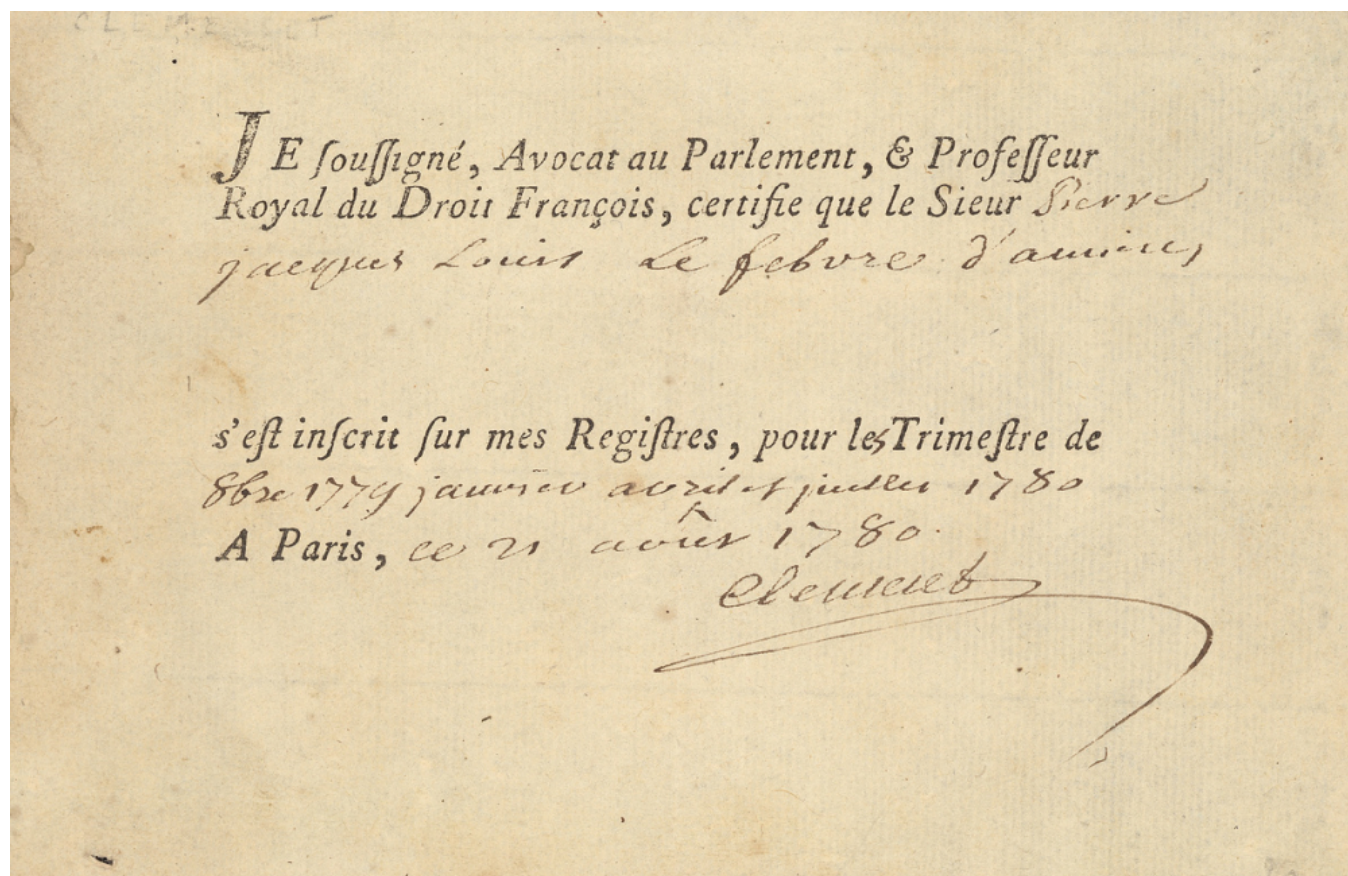 JE ſouſſigné, Avocat au Parlement, & Profeſſeur
Royal du Droit François, certifie que le Sieur Pierre
jacques Louis Le febvre d'amiens
s'eſt inſcrit ſur mes Regiſtres, pour les Trimeſtre de
8bre 1779 janvier avril et juillet 1780
A Paris, ce 21 août 1780.